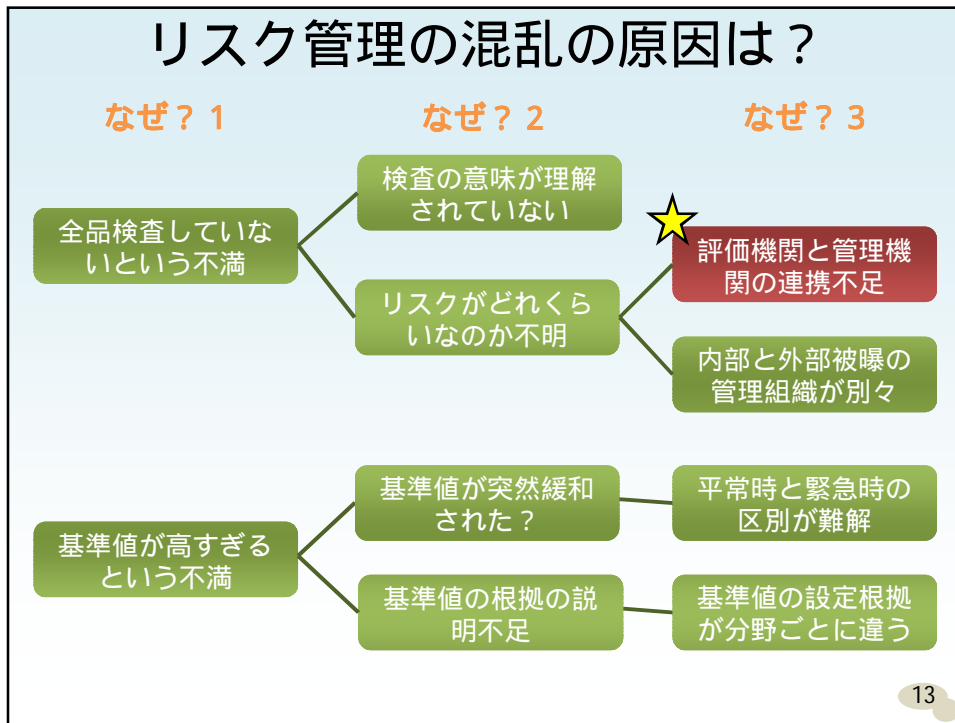 リスク管理の混乱の原因は？
なぜ？１
なぜ？２
なぜ？３
全品検査していな
いという不満
検査の意味が理解
されていない
リスクがどれくら
いなのか不明
評価機関と管理機
関の連携不足
内部と外部被曝の
管理組織が別々
基準値が高すぎる
という不満
基準値が突然緩和
された？
平常時と緊急時の
区別が難解
基準値の根拠の説
明不足
基準値の設定根拠
が分野ごとに違う
13